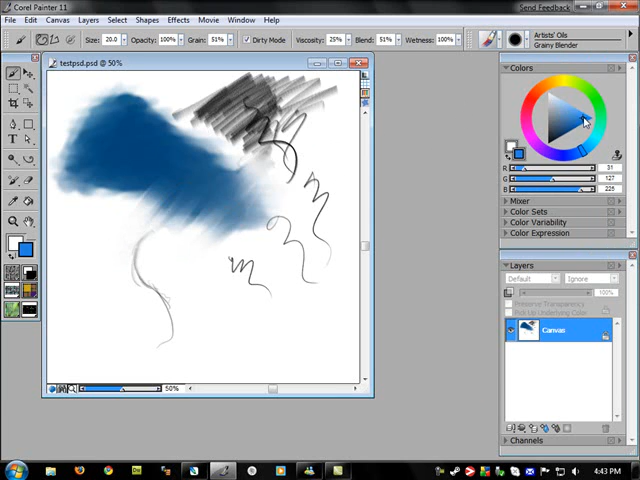 Corel Painter 11
Send Feedback
File Edit Canvas Layers Select Shapes Effects Movie Window Help
Size: 20.0 Opacity: 100% Grain: 51% Dirty Mode Viscosity: 25% Blend: 51% Wetness: 100%
Artists' Oils
Grainy Blender
testpsd.psd @ 50%
Colors
R 31
G 127
B 225
Mixer
Color Sets
Color Variability
Color Expression
Layers
Default Ignore
100%
Preserve Transparency
Pick Up Underlying Color
Canvas
Channels
50%
4:43 PM